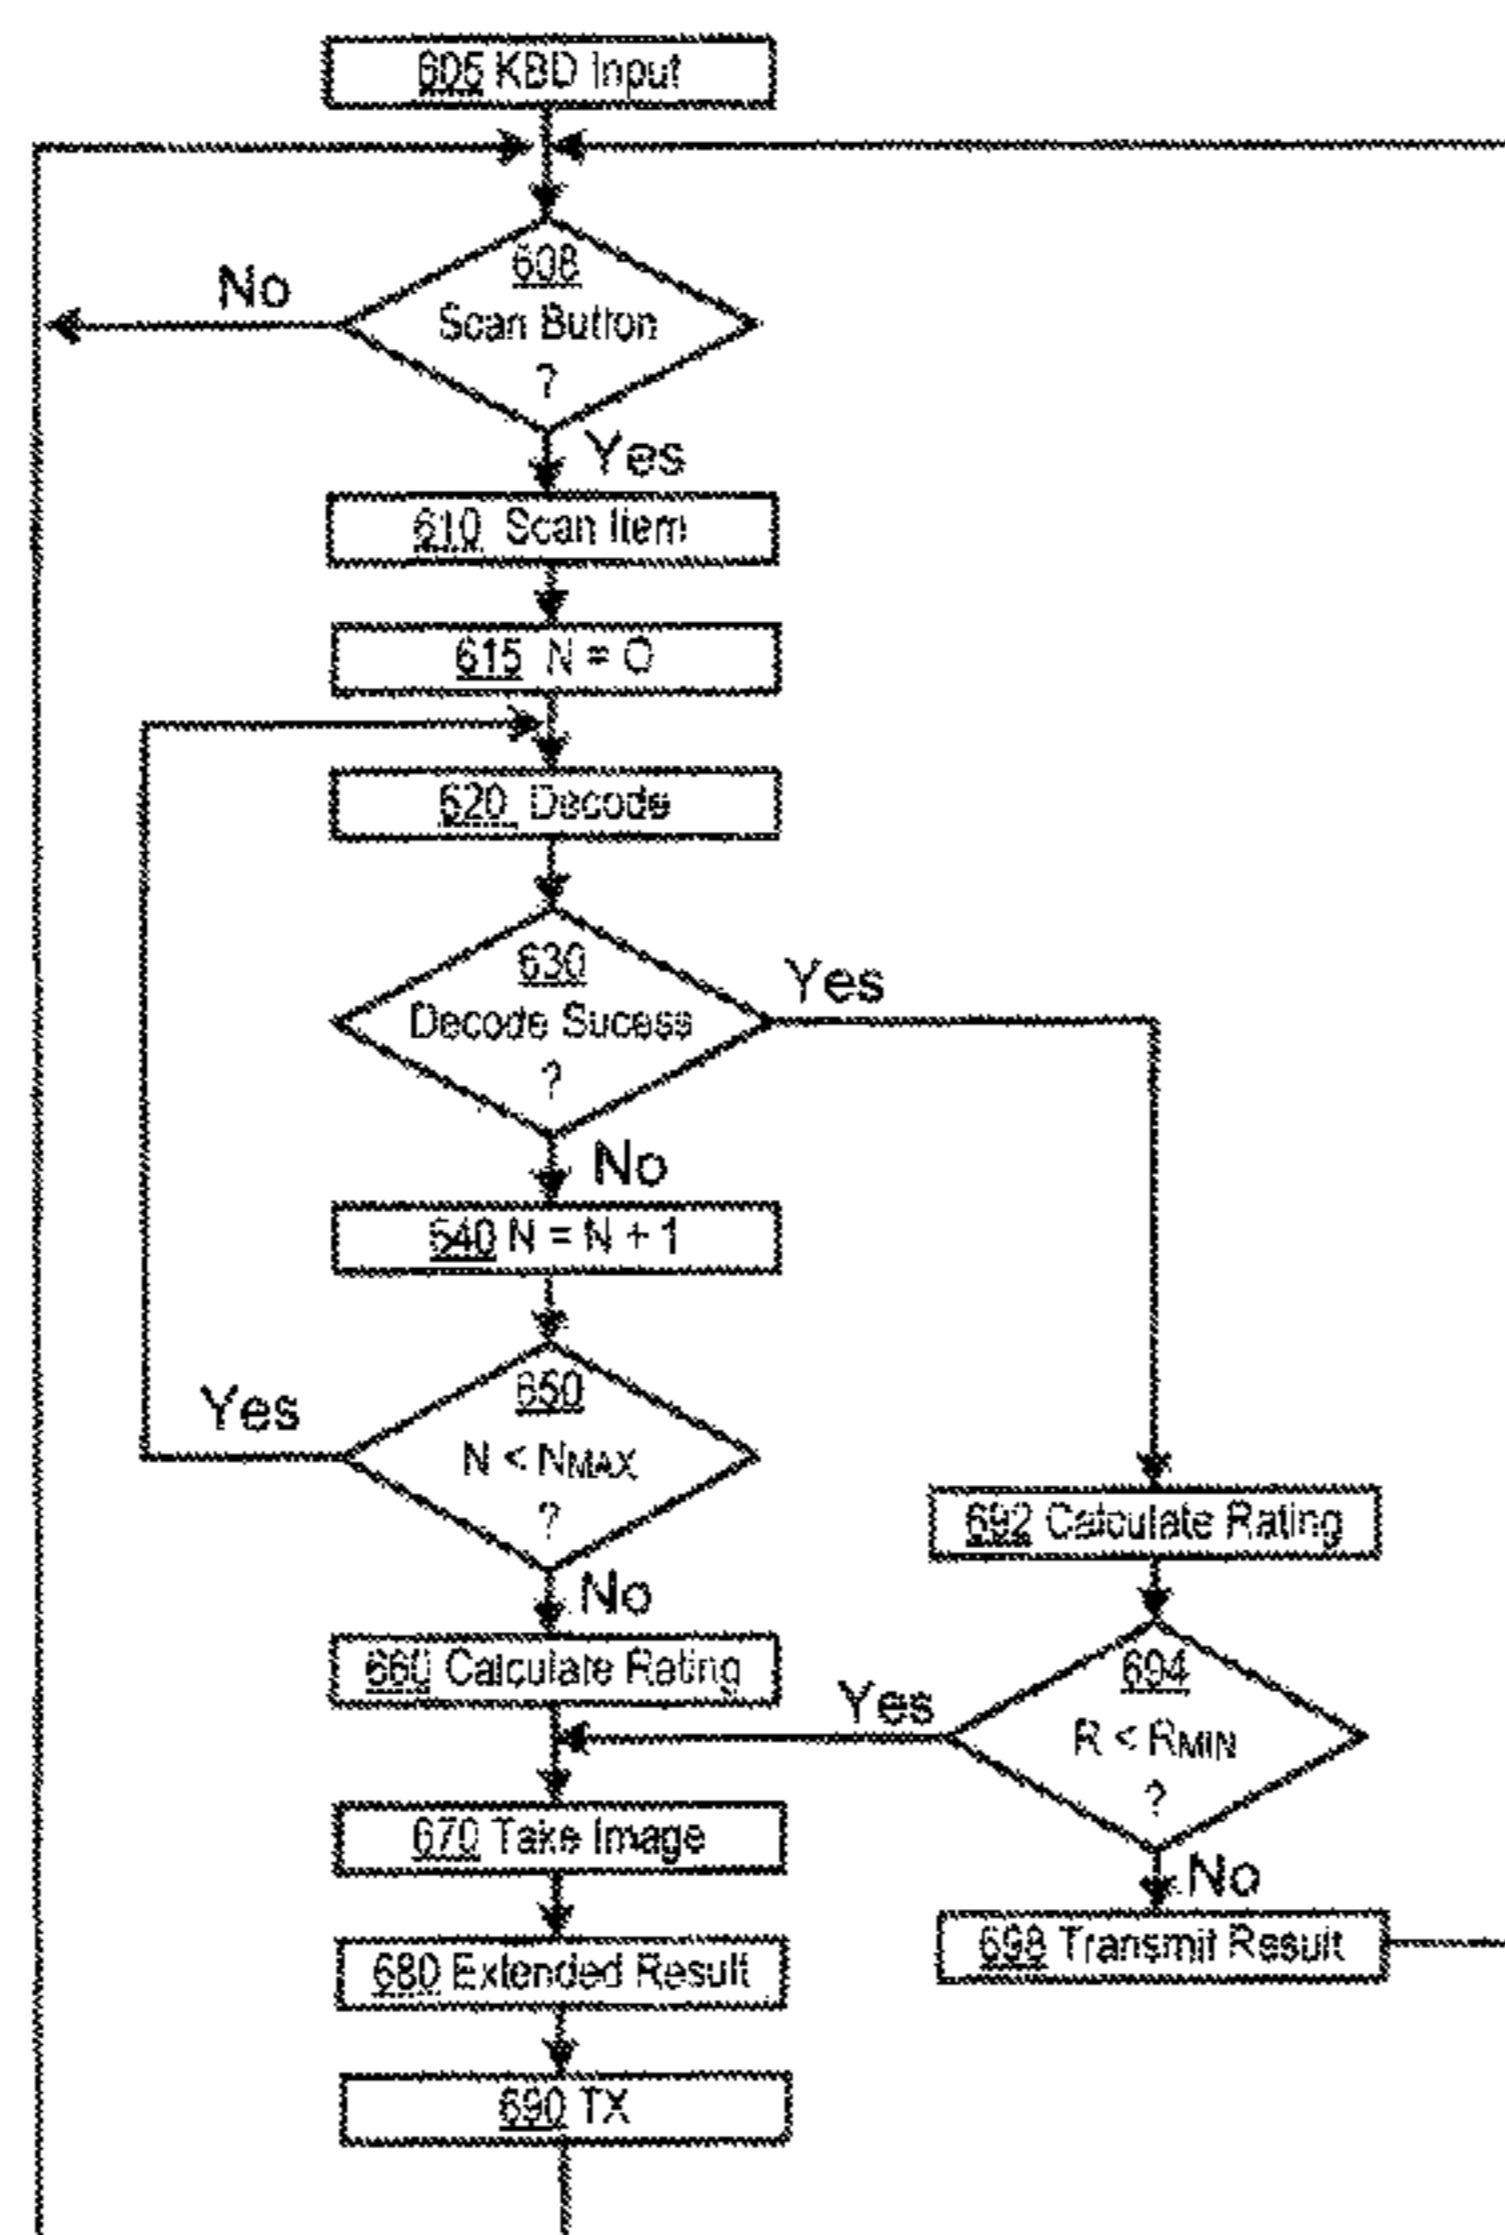 605 KBD Input
608
No
Scan Button
?
Yes
610 Scan Item
615 N = O
620 Decode
630
Yes
Decode Sucess
?
No
640 N = N + 1
650
Yes
N < NMAX
?
No
692 Calculate Rating
660 Calculate Rating
694
Yes
R < RMIN
?
670 Take Image
No
698 Transmit Result
680 Extended Result
690 TX